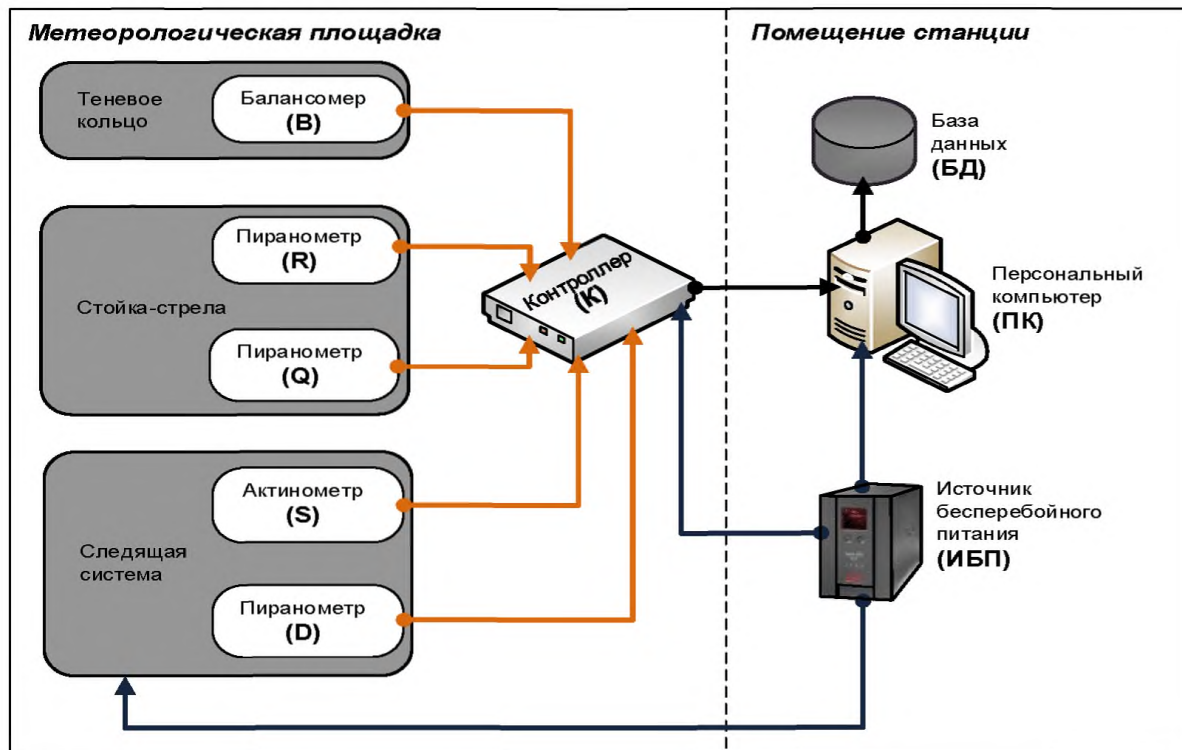 Метеорологическая площадка
Помещение станции
Теневое
кольцо
Балансомер
(B)
Стойка-стрела
Пиранометр
(R)
Пиранометр
(Q)
Следящая
система
Актинометр
(S)
Пиранометр
(D)
Контроллер
(К)
База
данных
(БД)
Персональный
компьютер
(ПК)
Источник
бесперебойного
питания
(ИБП)